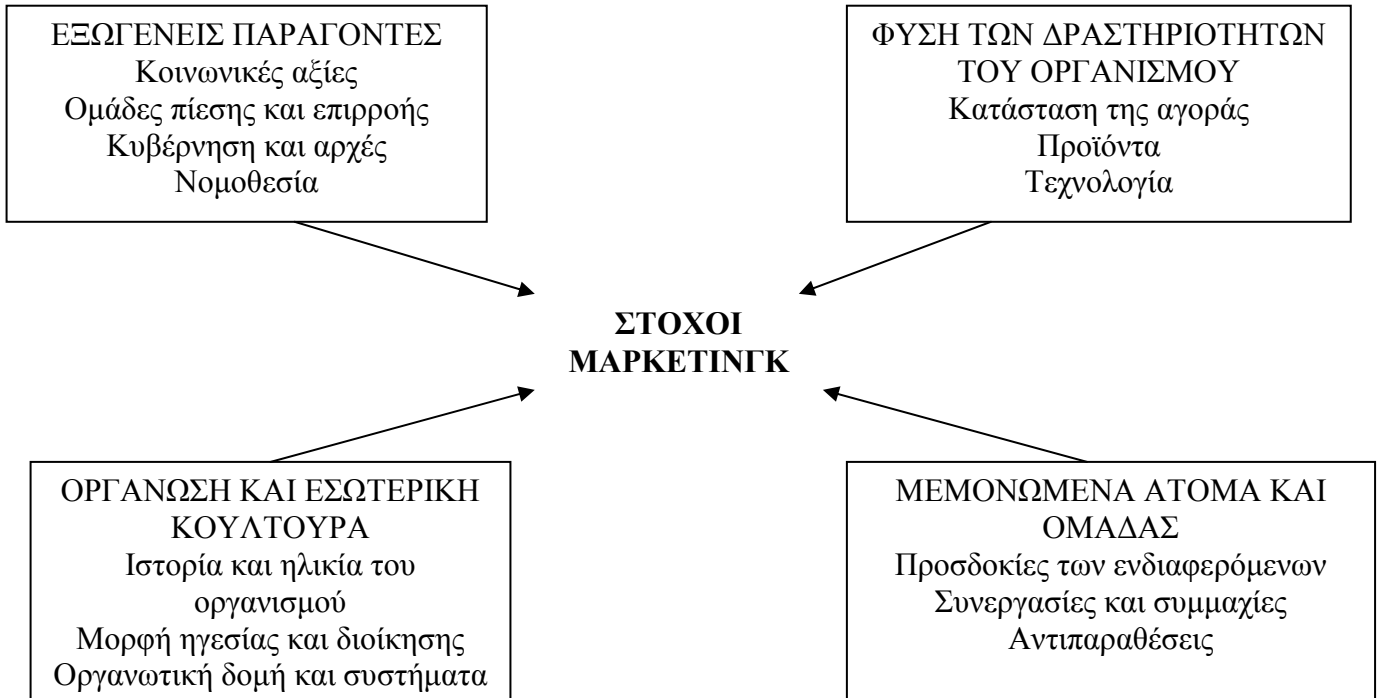 ΕΞΩΓΕΝΕΙΣ ΠΑΡΑΓΟΝΤΕΣ
Κοινωνικές αξίες
Ομάδες πίεσης και επιρροής
Κυβέρνηση και αρχές
Νομοθεσία
ΦΥΣΗ ΤΩΝ ΔΡΑΣΤΗΡΙΟΤΗΤΩΝ
ΤΟΥ ΟΡΓΑΝΙΣΜΟΥ
Κατάσταση της αγοράς
Προϊόντα
Τεχνολογία
ΣΤΟΧΟΙ
ΜΑΡΚΕΤΙΝΓΚ
ΟΡΓΑΝΩΣΗ ΚΑΙ ΕΣΩΤΕΡΙΚΗ
ΚΟΥΛΤΟΥΡΑ
Ιστορία και ηλικία του
οργανισμού
Μορφή ηγεσίας και διοίκησης
Οργανωτική δομή και συστήματα
ΜΕΜΟΝΩΜΕΝΑ ΑΤΟΜΑ ΚΑΙ
ΟΜΑΔΑΣ
Προσδοκίες των ενδιαφερόμενων
Συνεργασίες και συμμαχίες
Αντιπαραθέσεις